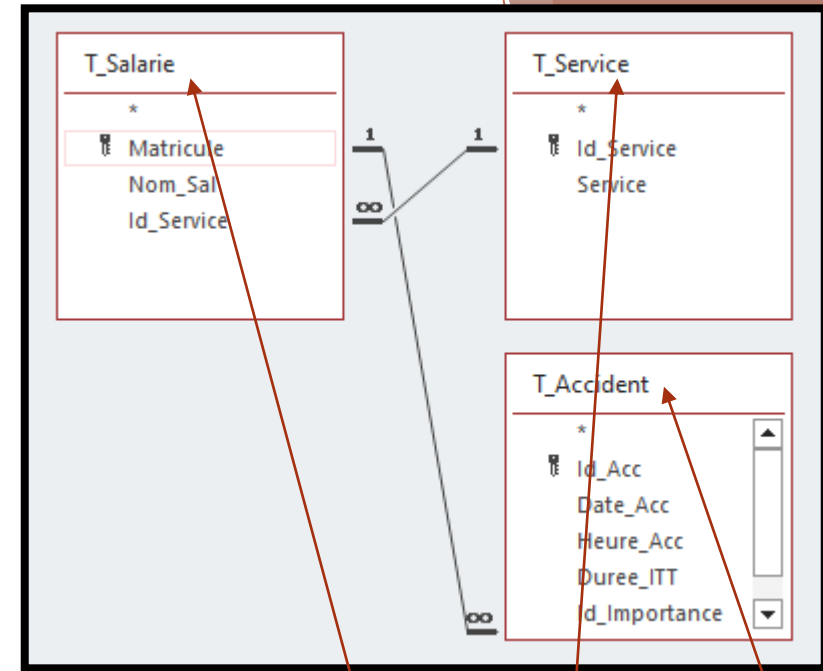 T_Salarie
*
Matricule
Nom_Sal
Id_Service
1
∞
1
T_Service
*
Id_Service
Service
T_Accident
*
Id_Acc
Date_Acc
Heure_Acc
Duree_ITT
Id_Importance
∞